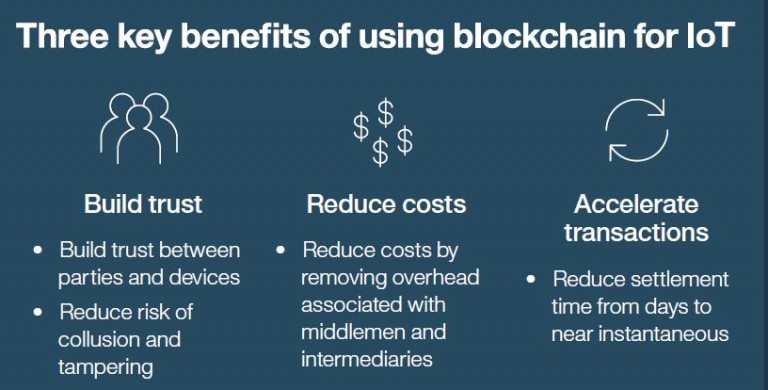 Three key benefits of using blockchain for IoT
$ $ $ $
Build trust
• Build trust between
parties and devices
• Reduce risk of
collusion and
tampering
Reduce costs
• Reduce costs by
removing overhead
associated with
middlemen and
intermediaries
Accelerate
transactions
• Reduce settlement
time from days to
near instantaneous